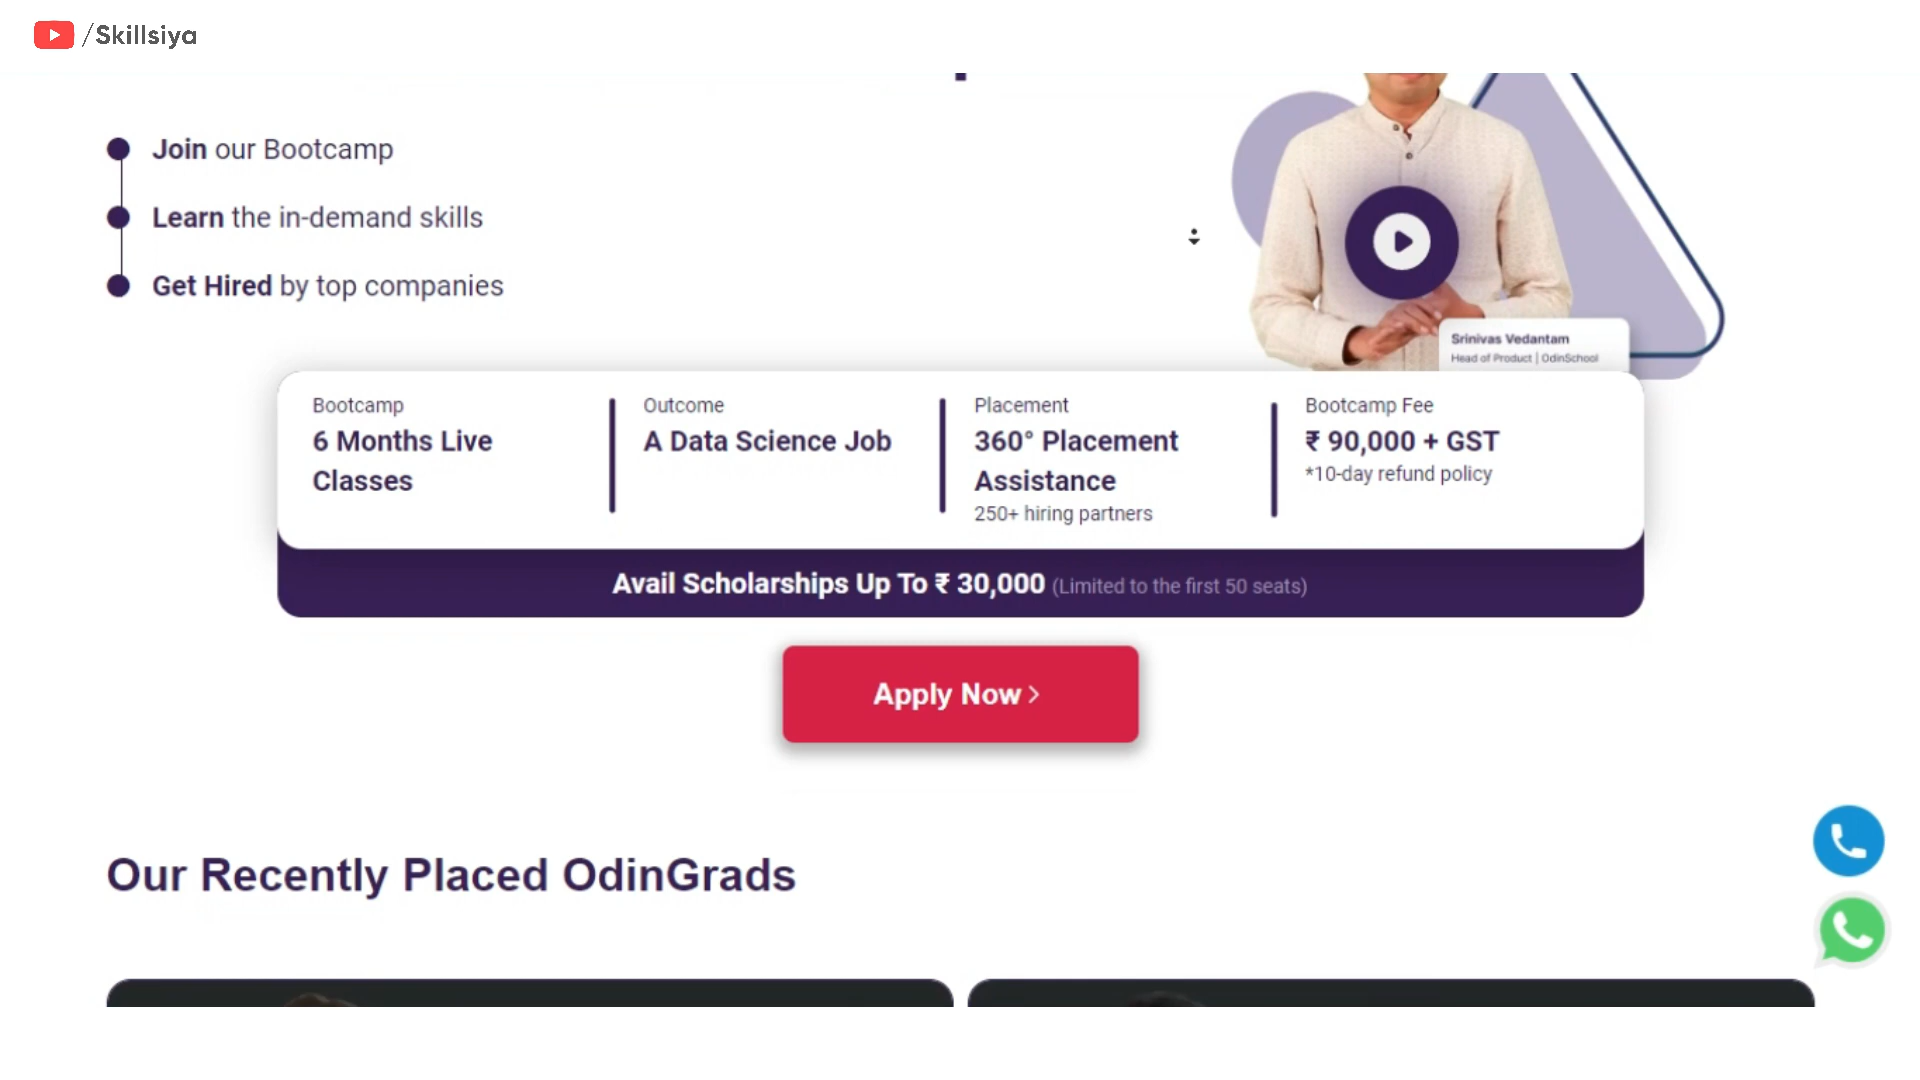 /Skillsiya
Join our Bootcamp
Learn the in-demand skills
Get Hired by top companies
Srinivas Vedantam
Head of Product | OdinSchool
Bootcamp
6 Months Live
Classes
Outcome
A Data Science Job
Placement
360° Placement
Assistance
250+ hiring partners
Bootcamp Fee
₹ 90,000 + GST
*10-day refund policy
Avail Scholarships Up To ₹ 30,000 (Limited to the first 50 seats)
Apply Now >
Our Recently Placed OdinGrads